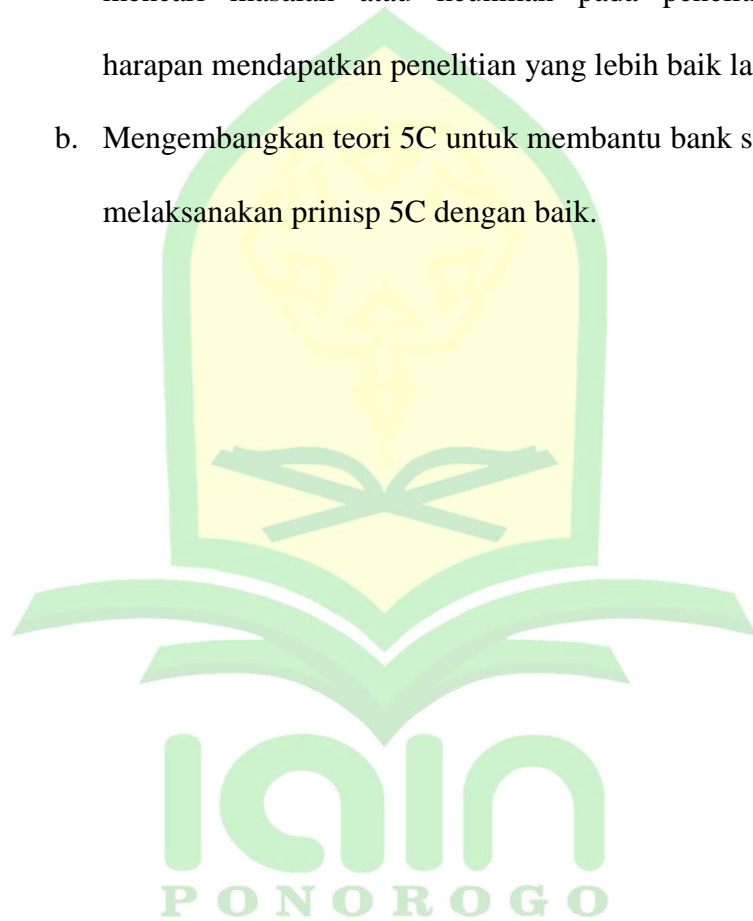 harapan mendapatkan penelitian yang lebih baik la
b. Mengembangkan teori 5C untuk membantu bank s
melaksanakan prinisp 5C dengan baik.
IAIN
PONOROGO